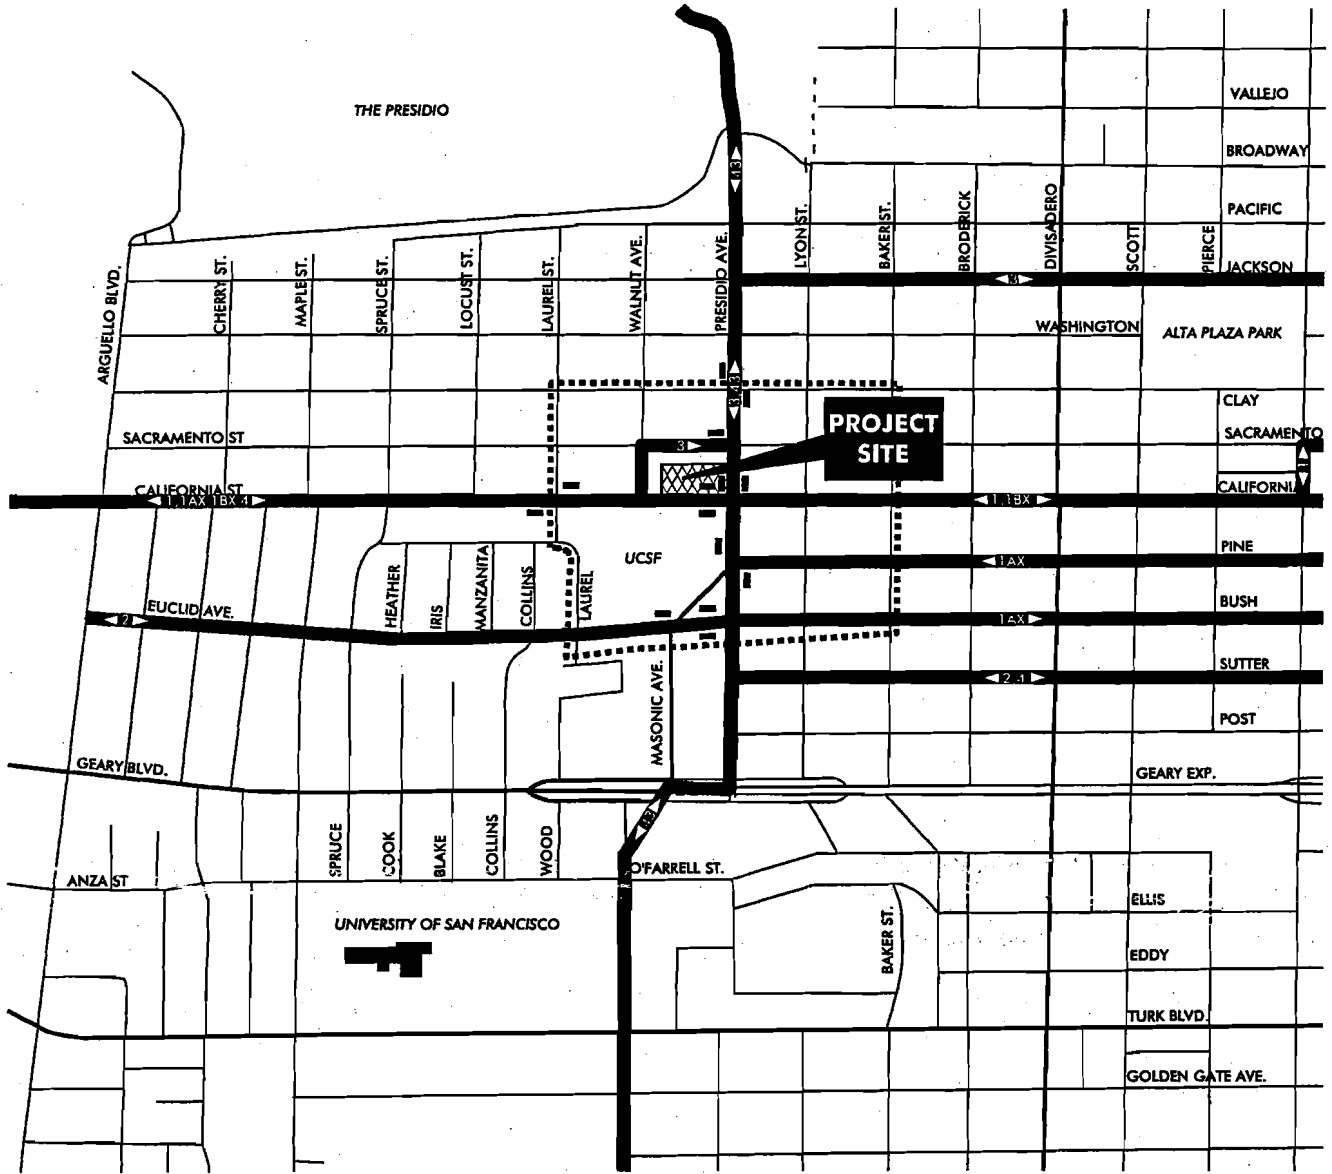 VALLEJO
THE PRESIDIO
BROADWAY
PACIFIC
LYON ST.
BAKER ST.
BRODERICK
DIVISADERO
SCOTT
PIERCE
JACKSON
ARGUELLO BLVD.
CHERRY ST.
MAPLE ST.
SPRUCE ST.
LOCUST ST.
LAUREL ST.
WALNUT AVE.
PRESIDIO AVE.
WASHINGTON
ALTA PLAZA PARK
CLAY
PROJECT
SITE
SACRAMENTO ST
3
SACRAMENTO
CALIFORNIA ST
CALIFORNIA
1, 1AX 1BX 4
1, 1BX
PINE
UCSF
1AX
HEATHER
IRIS
MANZANITA
COLLINS
LAUREL
BUSH
EUCLID AVE.
2
1AX
SUTTER
2, 4
MASONIC AVE.
POST
GEARY BLVD.
GEARY EXP.
SPRUCE
COOK
BLAKE
COLLINS
WOOD
O'FARRELL ST.
ANZA ST
ELLIS
UNIVERSITY OF SAN FRANCISCO
BAKER ST.
EDDY
TURK BLVD.
GOLDEN GATE AVE.